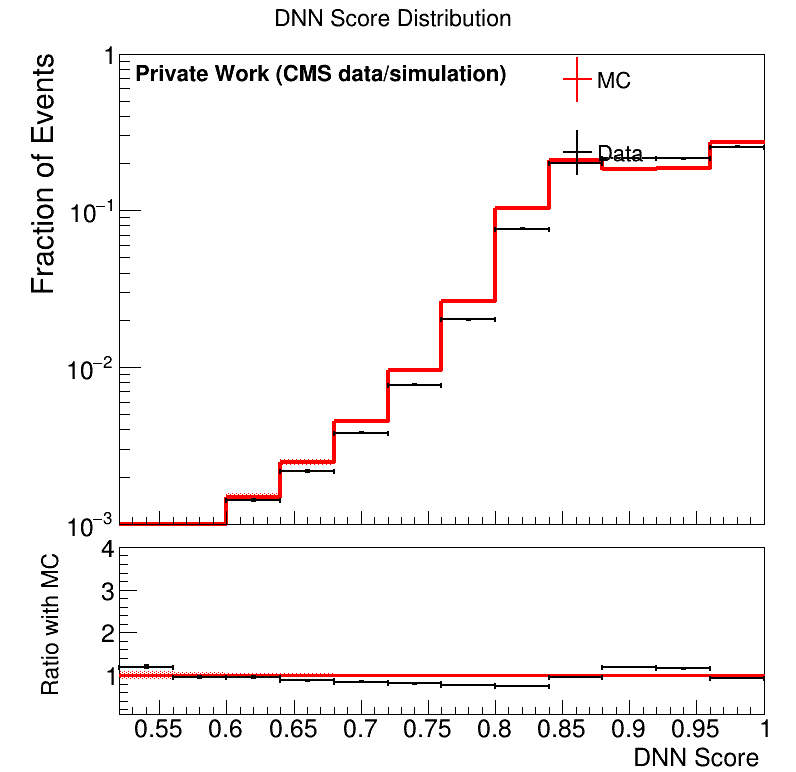 DNN Score Distribution
Fraction of Events
Private Work (CMS data/simulation)
MC
Data
1
10⁻¹
10⁻²
10⁻³
Ratio with MC
4
3
2
1
0.55 0.6 0.65 0.7 0.75 0.8 0.85 0.9 0.95 1
DNN Score